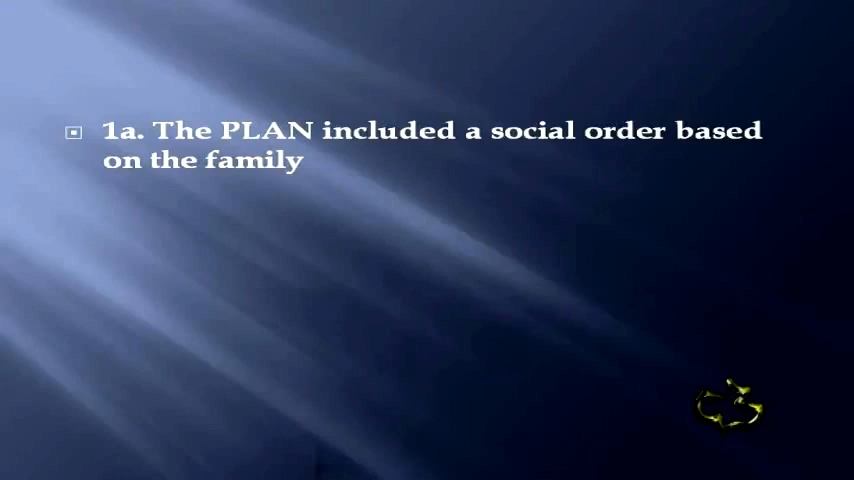 1a. The PLAN included a social order based
on the family